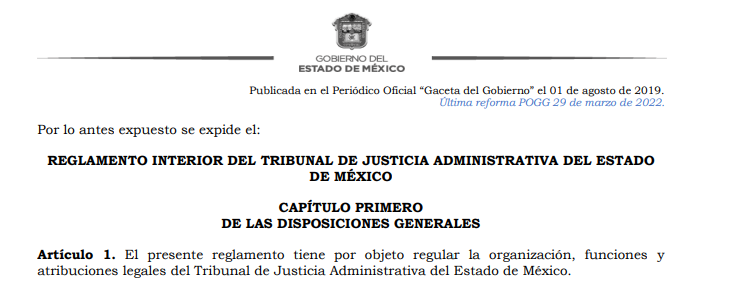 GOBIERNO DEL
ESTADO DE MÉXICO
Publicada en el Periódico Oficial “Gaceta del Gobierno” el 01 de agosto de 2019.
Última reforma POGG 29 de marzo de 2022.
Por lo antes expuesto se expide el:
REGLAMENTO INTERIOR DEL TRIBUNAL DE JUSTICIA ADMINISTRATIVA DEL ESTADO
DE MÉXICO
CAPÍTULO PRIMERO
DE LAS DISPOSICIONES GENERALES
Artículo 1. El presente reglamento tiene por objeto regular la organización, funciones y
atribuciones legales del Tribunal de Justicia Administrativa del Estado de México.